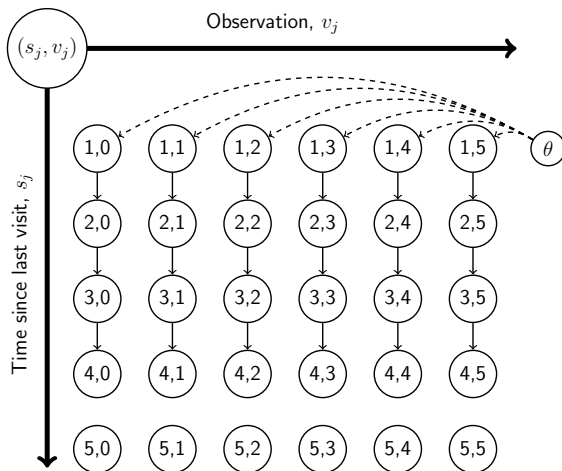 Observation, v_j
(s_j, v_j)
Time since last visit, s_j
1,0 1,1 1,2 1,3 1,4 1,5 θ
2,0 2,1 2,2 2,3 2,4 2,5
3,0 3,1 3,2 3,3 3,4 3,5
4,0 4,1 4,2 4,3 4,4 4,5
5,0 5,1 5,2 5,3 5,4 5,5